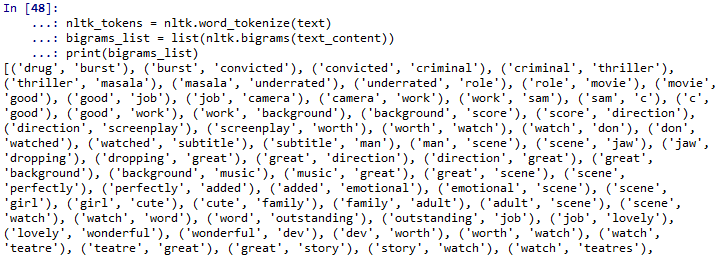 In [48]:
    ...: nltk_tokens = nltk.word_tokenize(text)
    ...: bigrams_list = list(nltk.bigrams(text_content))
    ...: print(bigrams_list)
[('drug', 'burst'), ('burst', 'convicted'), ('convicted', 'criminal'), ('criminal', 'thriller'),
('thriller', 'masala'), ('masala', 'underrated'), ('underrated', 'role'), ('role', 'movie'), ('movie',
'good'), ('good', 'job'), ('job', 'camera'), ('camera', 'work'), ('work', 'sam'), ('sam', 'c'), ('c',
'good'), ('good', 'work'), ('work', 'background'), ('background', 'score'), ('score', 'direction'),
('direction', 'screenplay'), ('screenplay', 'worth'), ('worth', 'watch'), ('watch', 'don'), ('don',
'watched'), ('watched', 'subtitle'), ('subtitle', 'man'), ('man', 'scene'), ('scene', 'jaw'), ('jaw',
'dropping'), ('dropping', 'great'), ('great', 'direction'), ('direction', 'great'), ('great',
'background'), ('background', 'music'), ('music', 'great'), ('great', 'scene'), ('scene',
'perfectly'), ('perfectly', 'added'), ('added', 'emotional'), ('emotional', 'scene'), ('scene',
'girl'), ('girl', 'cute'), ('cute', 'family'), ('family', 'adult'), ('adult', 'scene'), ('scene',
'watch'), ('watch', 'word'), ('word', 'outstanding'), ('outstanding', 'job'), ('job', 'lovely'),
('lovely', 'wonderful'), ('wonderful', 'dev'), ('dev', 'worth'), ('worth', 'watch'), ('watch',
'teatre'), ('teatre', 'great'), ('great', 'story'), ('story', 'watch'), ('watch', 'teatres'),